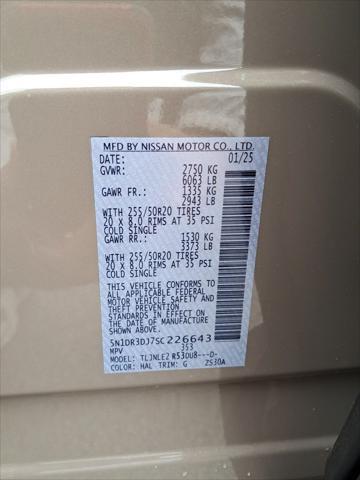 MFD BY NISSAN MOTOR CO., LTD.
DATE: 01/25
GVWR: 2750 KG
6063 LB
GAWR FR.: 1335 KG
2943 LB
WITH 255/50R20 TIRES
20 x 8.0 RIMS AT 35 PSI
COLD SINGLE
GAWR RR.: 1530 KG
3373 LB
WITH 255/50R20 TIRES
20 x 8.0 RIMS AT 35 PSI
COLD SINGLE
THIS VEHICLE CONFORMS TO
ALL APPLICABLE FEDERAL
MOTOR VEHICLE SAFETY AND
THEFT PREVENTION
STANDARDS IN EFFECT ON
THE DATE OF MANUFACTURE
SHOWN ABOVE.
5N1DR3DJ7SC226643
MPV 353
MODEL: TLJNLE2 R530U8---D-
COLOR: HAL TRIM: G ZS30A